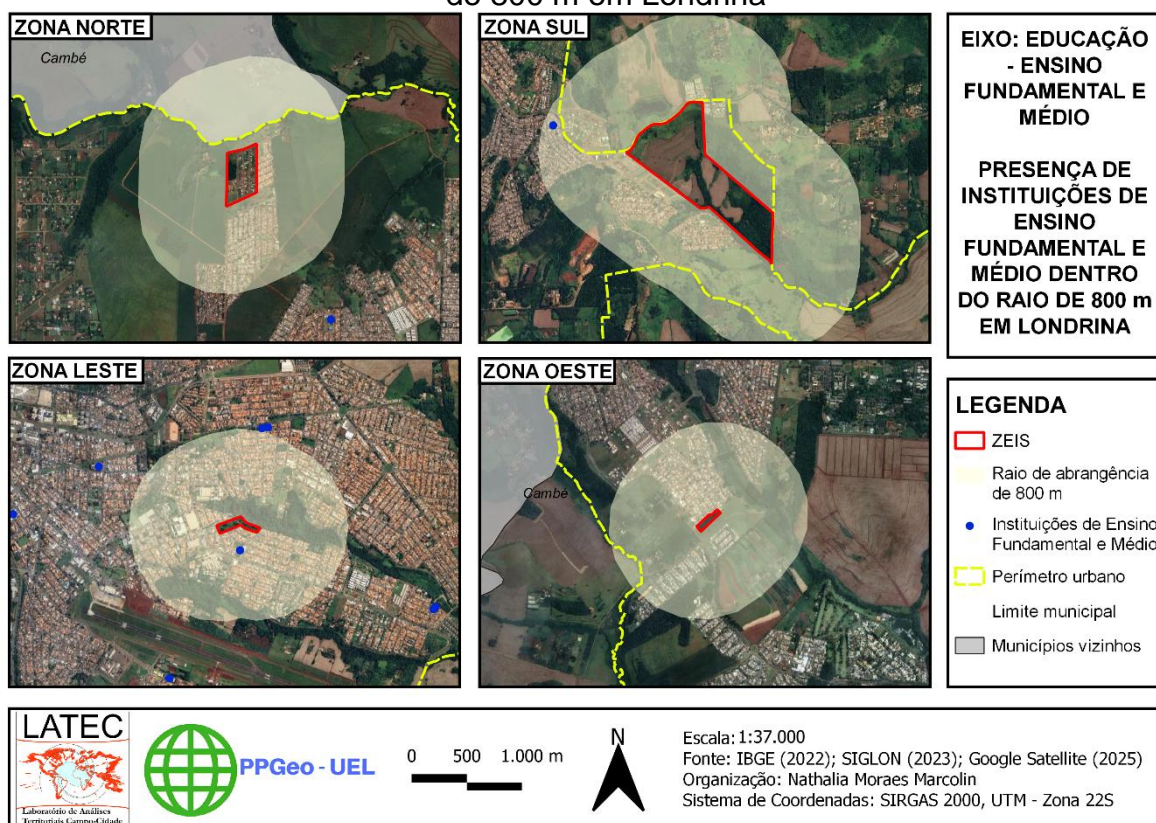 de 800 m em Londrina
ZONA NORTE
Cambé
ZONA SUL
EIXO: EDUCAÇÃO
- ENSINO
FUNDAMENTAL E
MÉDIO
PRESENÇA DE
INSTITUIÇÕES DE
ENSINO
FUNDAMENTAL E
MÉDIO DENTRO
DO RAIO DE 800 m
EM LONDRINA
ZONA LESTE
ZONA OESTE
Cambé
LEGENDA
ZEIS
Raio de abrangência
de 800 m
Instituições de Ensino
Fundamental e Médio
Perímetro urbano
Limite municipal
Municípios vizinhos
LATEC
Laboratório de Análises
Territoriais Campo-Cidade
PPGeo - UEL
0 500 1.000 m
N
Escala: 1:37.000
Fonte: IBGE (2022); SIGLON (2023); Google Satellite (2025)
Organização: Nathalia Moraes Marcolin
Sistema de Coordenadas: SIRGAS 2000, UTM - Zona 22S